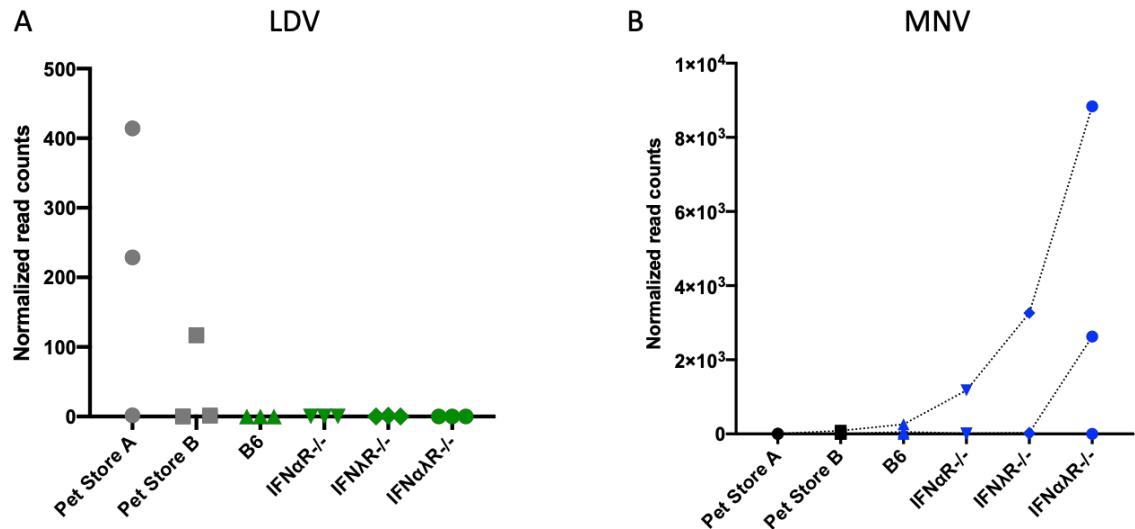 A
LDV
Normalized read counts
500
400
300
200
100
0
Pet Store A
Pet Store B
B6
IFNαR-/-
IFNλR-/-
IFNαλR-/-
B
MNV
Normalized read counts
1×10⁴
8×10³
6×10³
4×10³
2×10³
0
Pet Store A
Pet Store B
B6
IFNαR-/-
IFNλR-/-
IFNαλR-/-